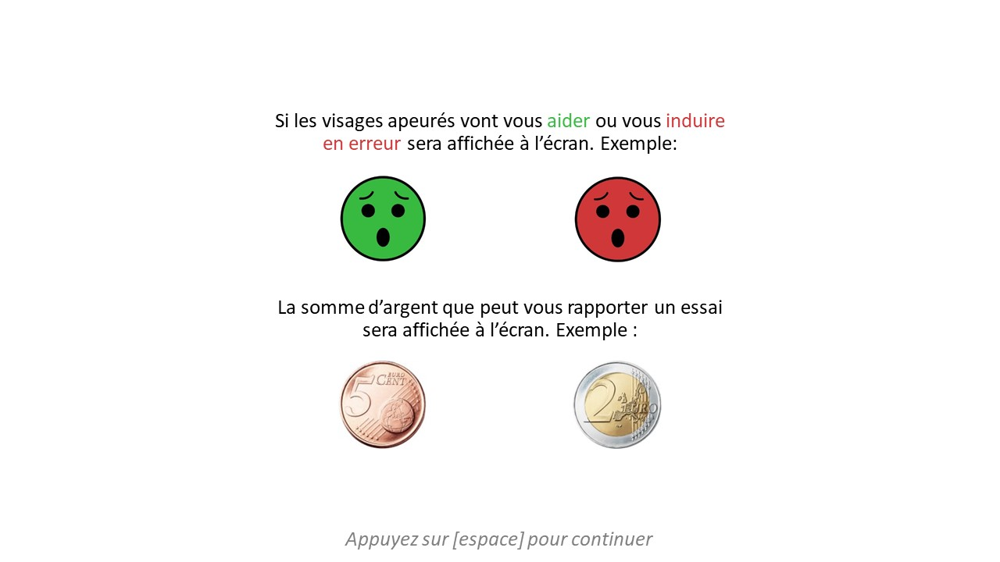 Si les visages apeurés vont vous aider ou vous induire
en erreur sera affichée à l’écran. Exemple:
La somme d’argent que peut vous rapporter un essai
sera affichée à l’écran. Exemple :
5 EURO CENT
2 EURO
Appuyez sur [espace] pour continuer